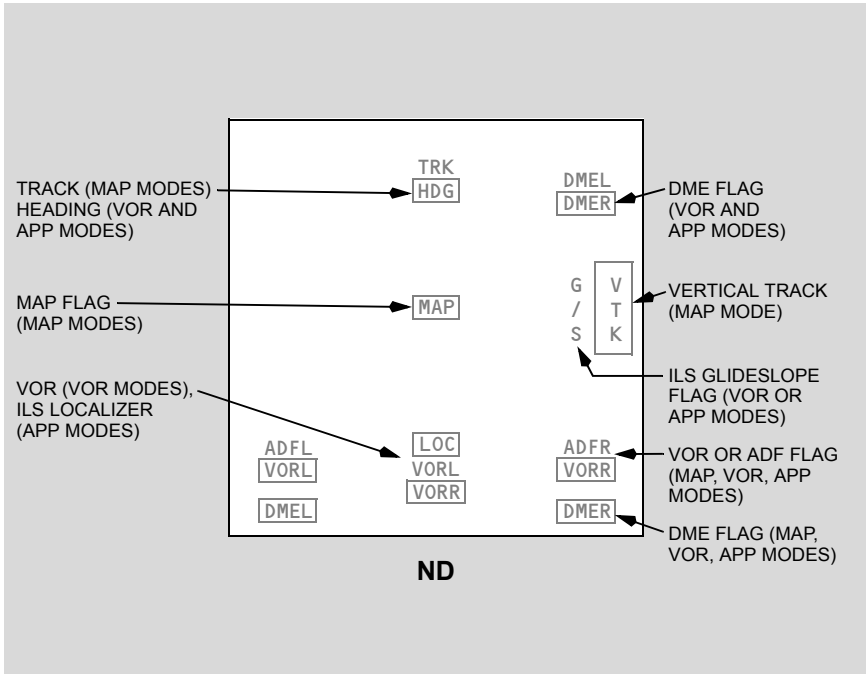 TRK
HDG
DMEL
DMER
TRACK (MAP MODES)
HEADING (VOR AND
APP MODES)
DME FLAG
(VOR AND
APP MODES)
MAP FLAG
(MAP MODES)
MAP
G
/
S
V
T
K
VERTICAL TRACK
(MAP MODE)
VOR (VOR MODES),
ILS LOCALIZER
(APP MODES)
ILS GLIDESLOPE
FLAG (VOR OR
APP MODES)
ADFL
VORL
DMEL
LOC
VORL
VORR
ADFR
VORR
DMER
VOR OR ADF FLAG
(MAP, VOR, APP
MODES)
DME FLAG (MAP,
VOR, APP MODES)
ND